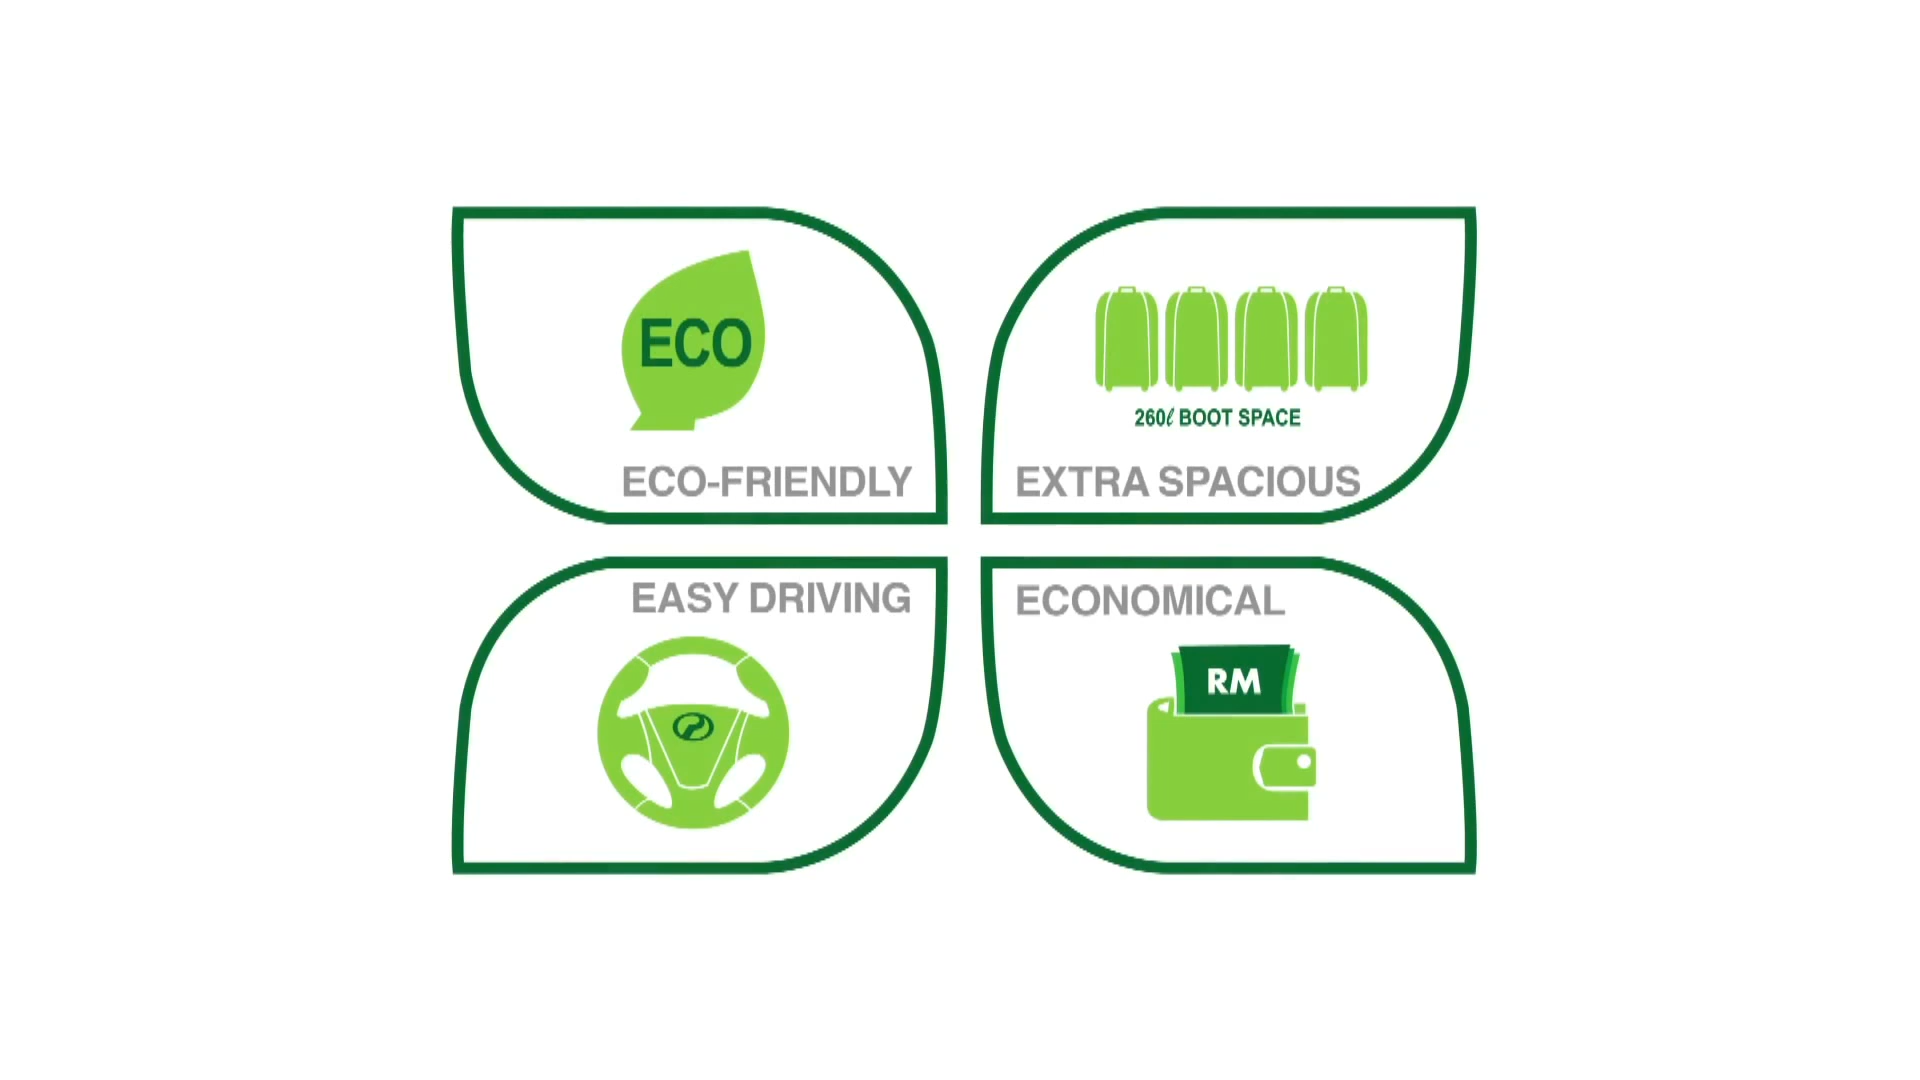 ECO
ECO-FRIENDLY
260ℓ BOOT SPACE
EXTRA SPACIOUS
EASY DRIVING
ECONOMICAL
RM